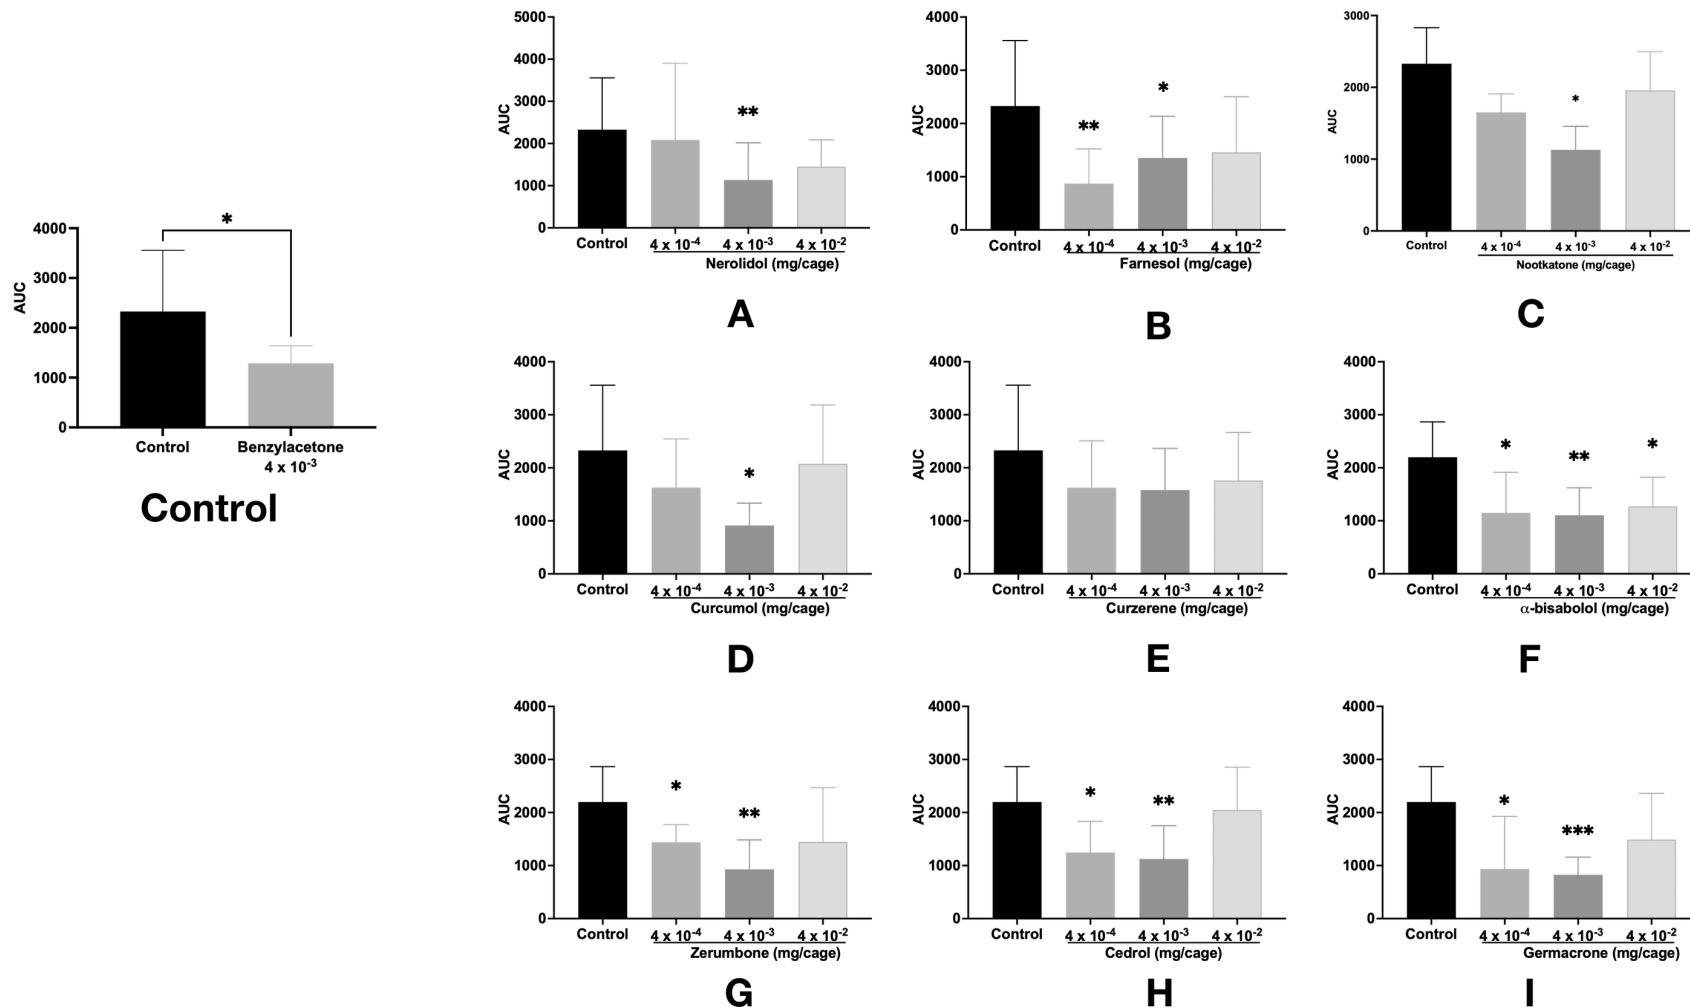 *
4000
3000
2000
1000
0
AUC
Control
Benzylacetone
4 x 10⁻³
Control
5000
4000
3000
2000
1000
0
AUC
**
Control 4 x 10⁻⁴ 4 x 10⁻³ 4 x 10⁻²
Nerolidol (mg/cage)
A
4000
3000
2000
1000
0
AUC
** *
Control 4 x 10⁻⁴ 4 x 10⁻³ 4 x 10⁻²
Farnesol (mg/cage)
B
3000
2000
1000
0
AUC
*
Control 4 x 10⁻⁴ 4 x 10⁻³ 4 x 10⁻²
Nootkatone (mg/cage)
C
4000
3000
2000
1000
0
AUC
*
Control 4 x 10⁻⁴ 4 x 10⁻³ 4 x 10⁻²
Curcumol (mg/cage)
D
4000
3000
2000
1000
0
AUC
Control 4 x 10⁻⁴ 4 x 10⁻³ 4 x 10⁻²
Curzerene (mg/cage)
E
4000
3000
2000
1000
0
AUC
* ** *
Control 4 x 10⁻⁴ 4 x 10⁻³ 4 x 10⁻²
α-bisabolol (mg/cage)
F
4000
3000
2000
1000
0
AUC
* **
Control 4 x 10⁻⁴ 4 x 10⁻³ 4 x 10⁻²
Zerumbone (mg/cage)
G
4000
3000
2000
1000
0
AUC
* **
Control 4 x 10⁻⁴ 4 x 10⁻³ 4 x 10⁻²
Cedrol (mg/cage)
H
4000
3000
2000
1000
0
AUC
* ***
Control 4 x 10⁻⁴ 4 x 10⁻³ 4 x 10⁻²
Germacrone (mg/cage)
I